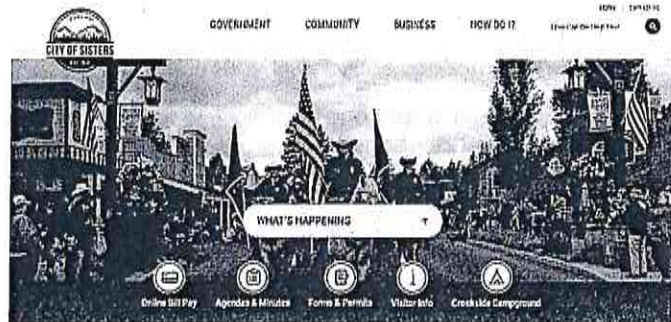 CITY OF SISTERS
GOVERNMENT COMMUNITY BUSINESS HOW DO I?
WHAT'S HAPPENING
Online Bill Pay Agendas & Minutes Forms & Permits Visitor Info Creekside Campground